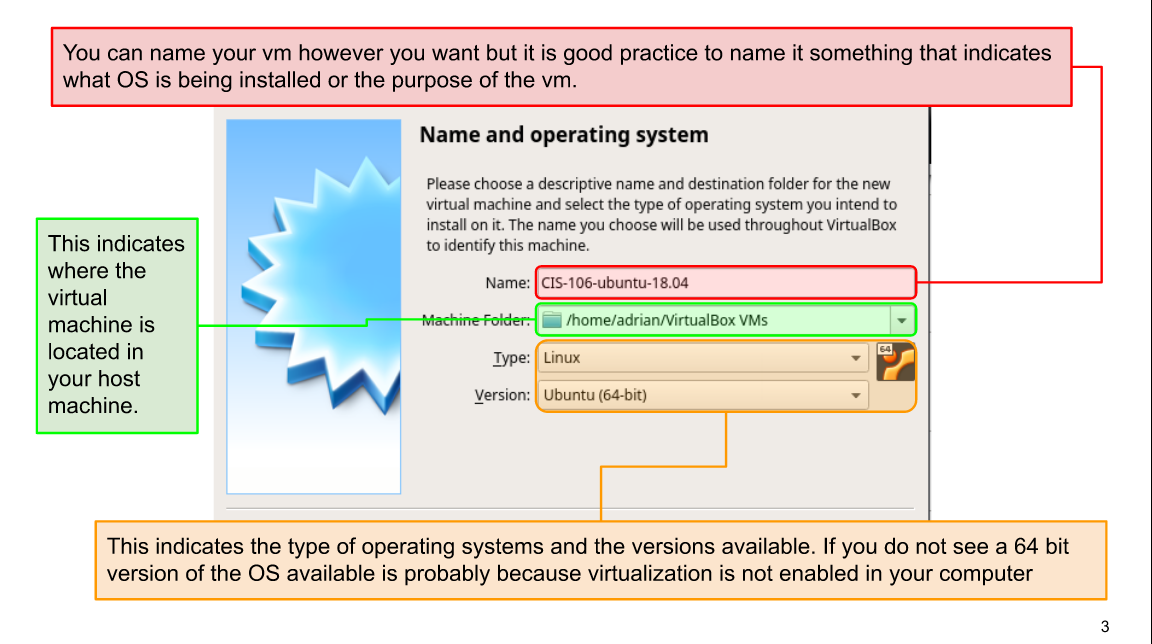 You can name your vm however you want but it is good practice to name it something that indicates
what OS is being installed or the purpose of the vm.
Name and operating system
Please choose a descriptive name and destination folder for the new
virtual machine and select the type of operating system you intend to
install on it. The name you choose will be used throughout VirtualBox
to identify this machine.
This indicates
where the
virtual
machine is
located in
your host
machine.
Name: CIS-106-ubuntu-18.04
Machine Folder: /home/adrian/VirtualBox VMs
Type: Linux
64
Version: Ubuntu (64-bit)
This indicates the type of operating systems and the versions available. If you do not see a 64 bit
version of the OS available is probably because virtualization is not enabled in your computer
3